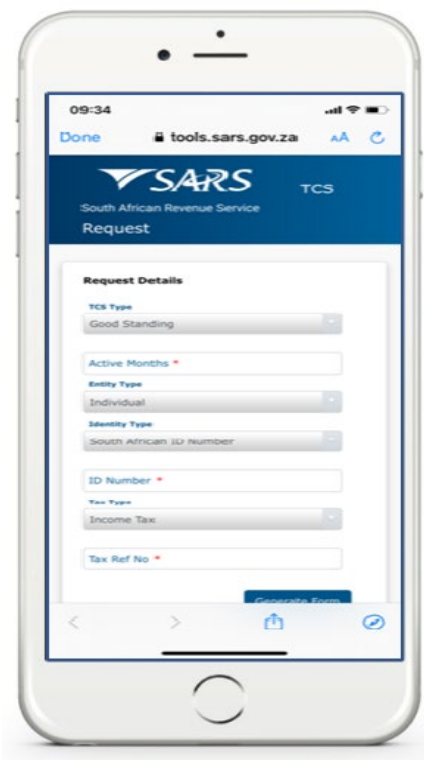 09:34
Done tools.sars.gov.za AA
SARS TCS
South African Revenue Service
Request
Request Details
TCS Type
Good Standing
Active Months *
Entity Type
Individual
Identity Type
South African ID Number
ID Number *
Tax Type
Income Tax
Tax Ref No *
Generate Form